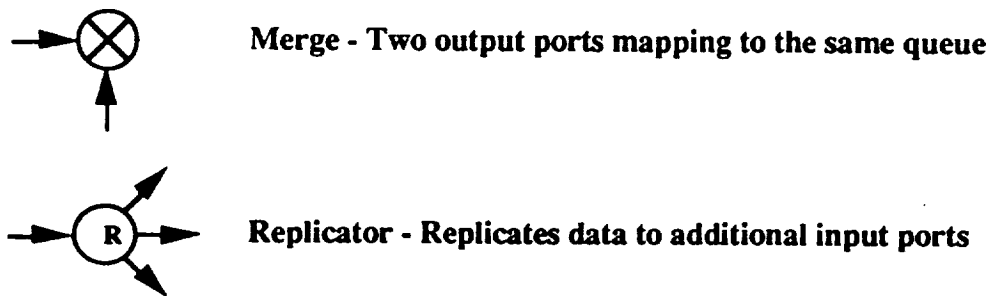 Merge - Two output ports mapping to the same queue
R
Replicator - Replicates data to additional input ports